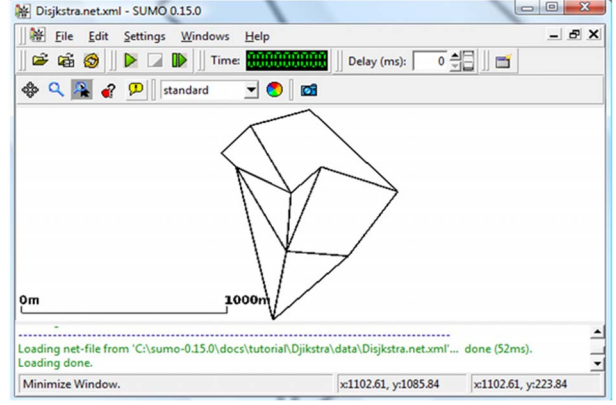 Disjkstra.net.xml - SUMO 0.15.0
File Edit Settings Windows Help
Time: Delay (ms): 0
standard
0m 1000m
Loading net-file from 'C:\sumo-0.15.0\docs\tutorial\Djikstra\data\Disjkstra.net.xml'... done (52ms).
Loading done.
Minimize Window. x:1102.61, y:1085.84 x:1102.61, y:223.84